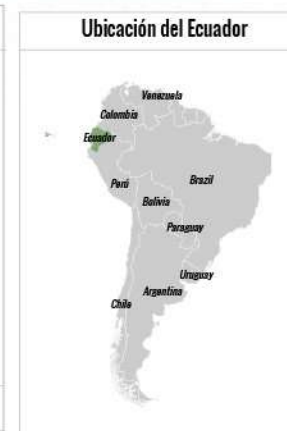 Ubicación del Ecuador
Venezuela
Colombia
Ecuador
Perú
Brazil
Bolivia
Paraguay
Uruguay
Argentina
Chile